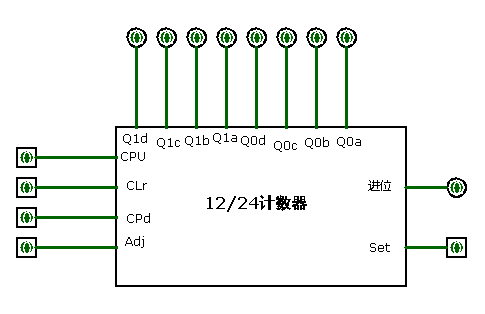 Q1d Q1c Q1b Q1a Q0d Q0c Q0b Q0a
CPU
CLr 进位
12/24计数器
CPd
Adj Set